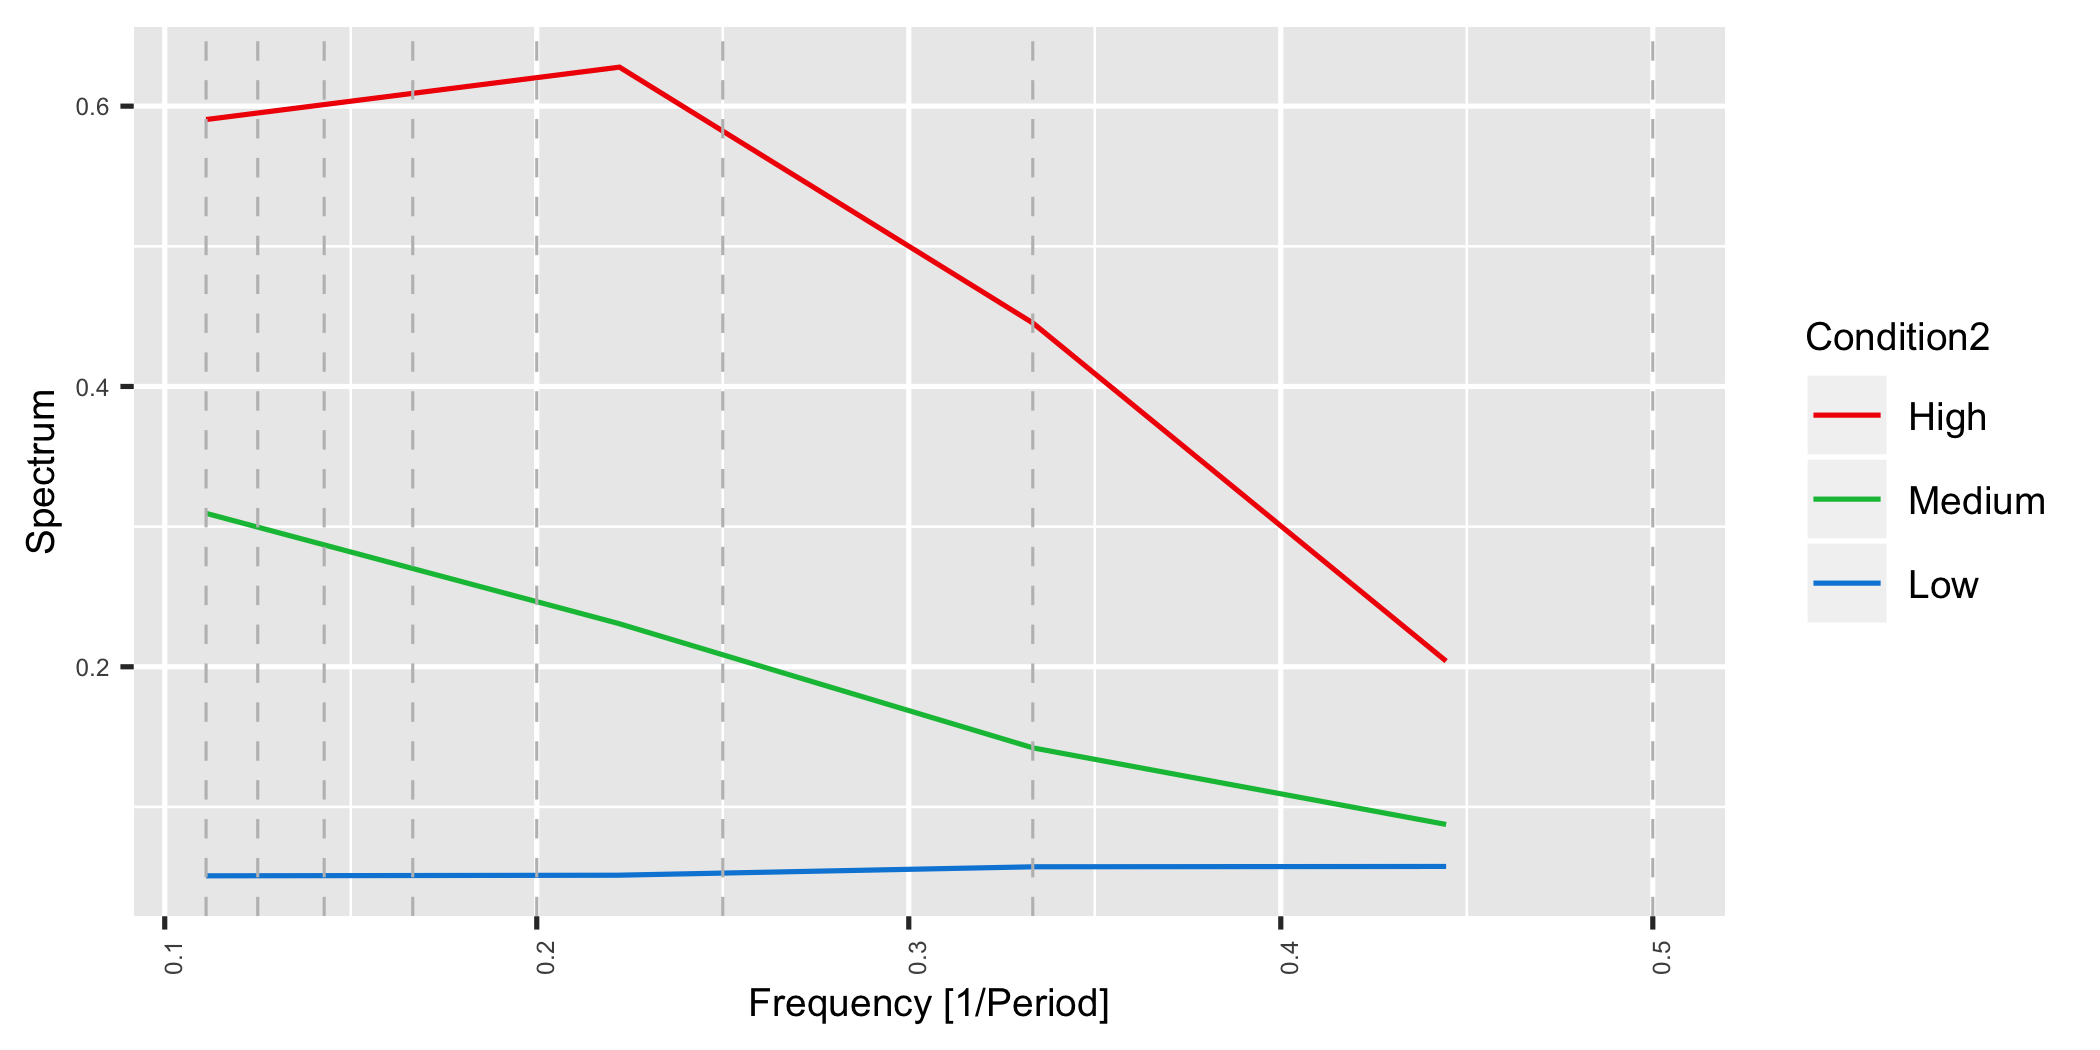 0.6
0.4
0.2
Spectrum
0.1
0.2
0.3
0.4
0.5
Frequency [1/Period]
Condition2
High
Medium
Low